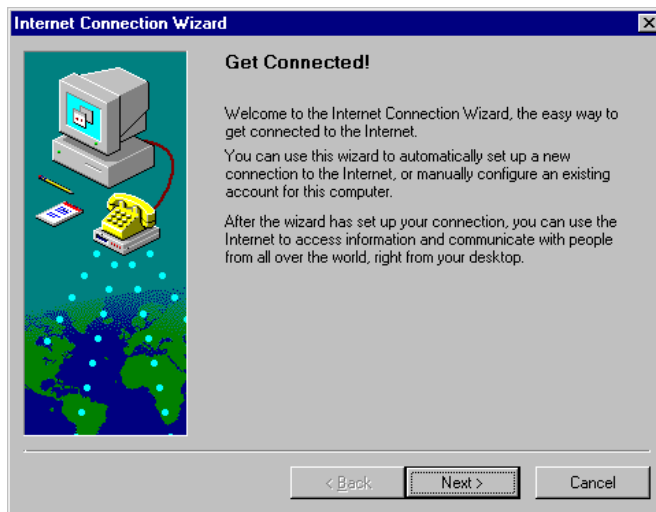 Internet Connection Wizard
Get Connected!
Welcome to the Internet Connection Wizard, the easy way to
get connected to the Internet.
You can use this wizard to automatically set up a new
connection to the Internet, or manually configure an existing
account for this computer.
After the wizard has set up your connection, you can use the
Internet to access information and communicate with people
from all over the world, right from your desktop.
< Back
Next >
Cancel